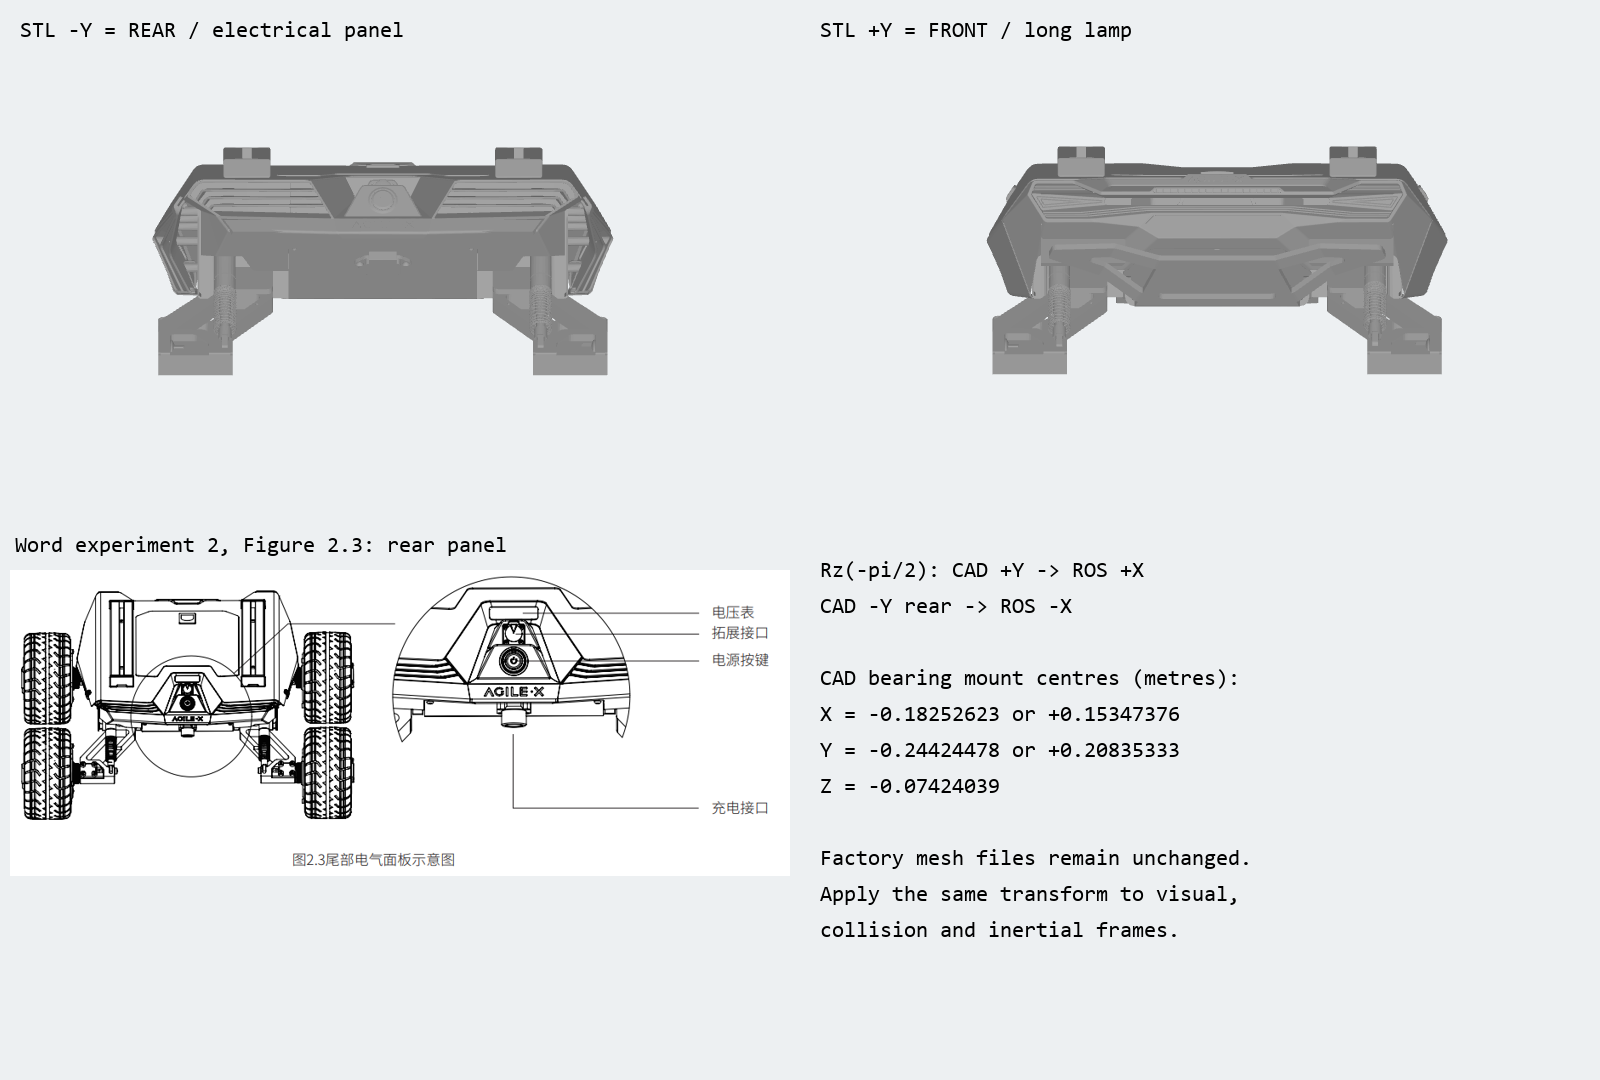 STL -Y = REAR / electrical panel
STL +Y = FRONT / long lamp
Word experiment 2, Figure 2.3: rear panel
电压表
拓展接口
电源按键
AGILE·X
AGILE·X
充电接口
图2.3尾部电气面板示意图
Rz(-pi/2): CAD +Y -> ROS +X
CAD -Y rear -> ROS -X
CAD bearing mount centres (metres):
X = -0.18252623 or +0.15347376
Y = -0.24424478 or +0.20835333
Z = -0.07424039
Factory mesh files remain unchanged.
Apply the same transform to visual,
collision and inertial frames.